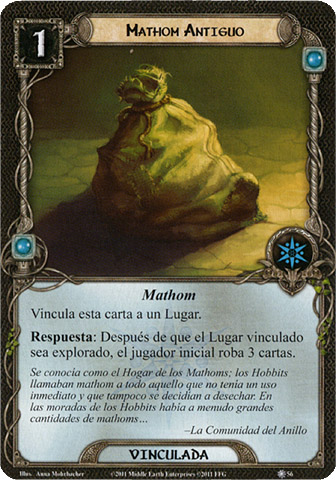 1
Mathom Antiguo
Mathom
Vincula esta carta a un Lugar.
Respuesta: Después de que el Lugar vinculado
sea explorado, el jugador inicial roba 3 cartas.
Se conocía como el Hogar de los Mathoms; los Hobbits
llamaban mathom a todo aquello que no tenía un uso
inmediato y que tampoco se decidían a desechar. En
las moradas de los Hobbits había a menudo grandes
cantidades de mathoms…
–La Comunidad del Anillo
Vinculada
Illus. Anna Mohrbacher ©2011 Middle Earth Enterprises ©2011 FFG 56